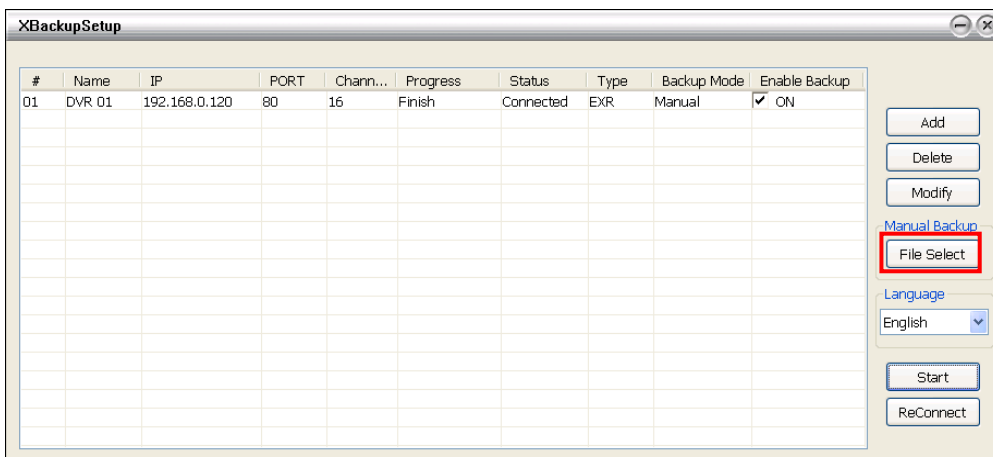 XBackupSetup
# Name IP PORT Chann... Progress Status Type Backup Mode Enable Backup
01 DVR 01 192.168.0.120 80 16 Finish Connected EXR Manual ON
Add
Delete
Modify
Manual Backup
File Select
Language
English
Start
ReConnect